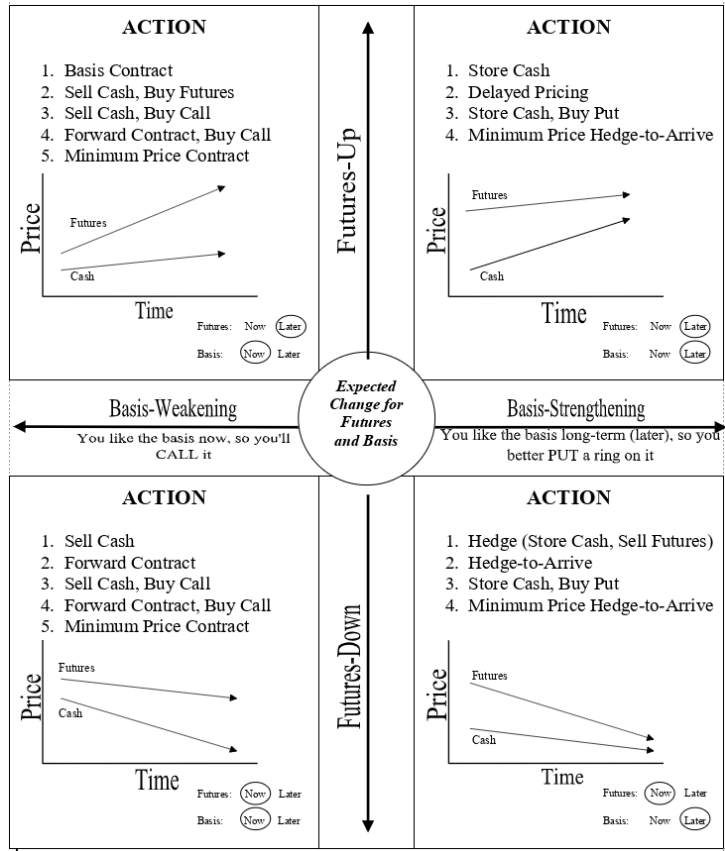 ACTION
1. Basis Contract
2. Sell Cash, Buy Futures
3. Sell Cash, Buy Call
4. Forward Contract, Buy Call
5. Minimum Price Contract
Price
Futures
Cash
Time
Futures: Now Later
Basis: Now Later
Futures-Up
ACTION
1. Store Cash
2. Delayed Pricing
3. Store Cash, Buy Put
4. Minimum Price Hedge-to-Arrive
Price
Futures
Cash
Time
Futures: Now Later
Basis: Now Later
Basis-Weakening
You like the basis now, so you'll
CALL it
Expected
Change for
Futures
and Basis
Basis-Strengthening
You like the basis long-term (later), so you
better PUT a ring on it
ACTION
1. Sell Cash
2. Forward Contract
3. Sell Cash, Buy Call
4. Forward Contract, Buy Call
5. Minimum Price Contract
Price
Futures
Cash
Time
Futures: Now Later
Basis: Now Later
Futures-Down
ACTION
1. Hedge (Store Cash, Sell Futures)
2. Hedge-to-Arrive
3. Store Cash, Buy Put
4. Minimum Price Hedge-to-Arrive
Price
Futures
Cash
Time
Futures: Now Later
Basis: Now Later